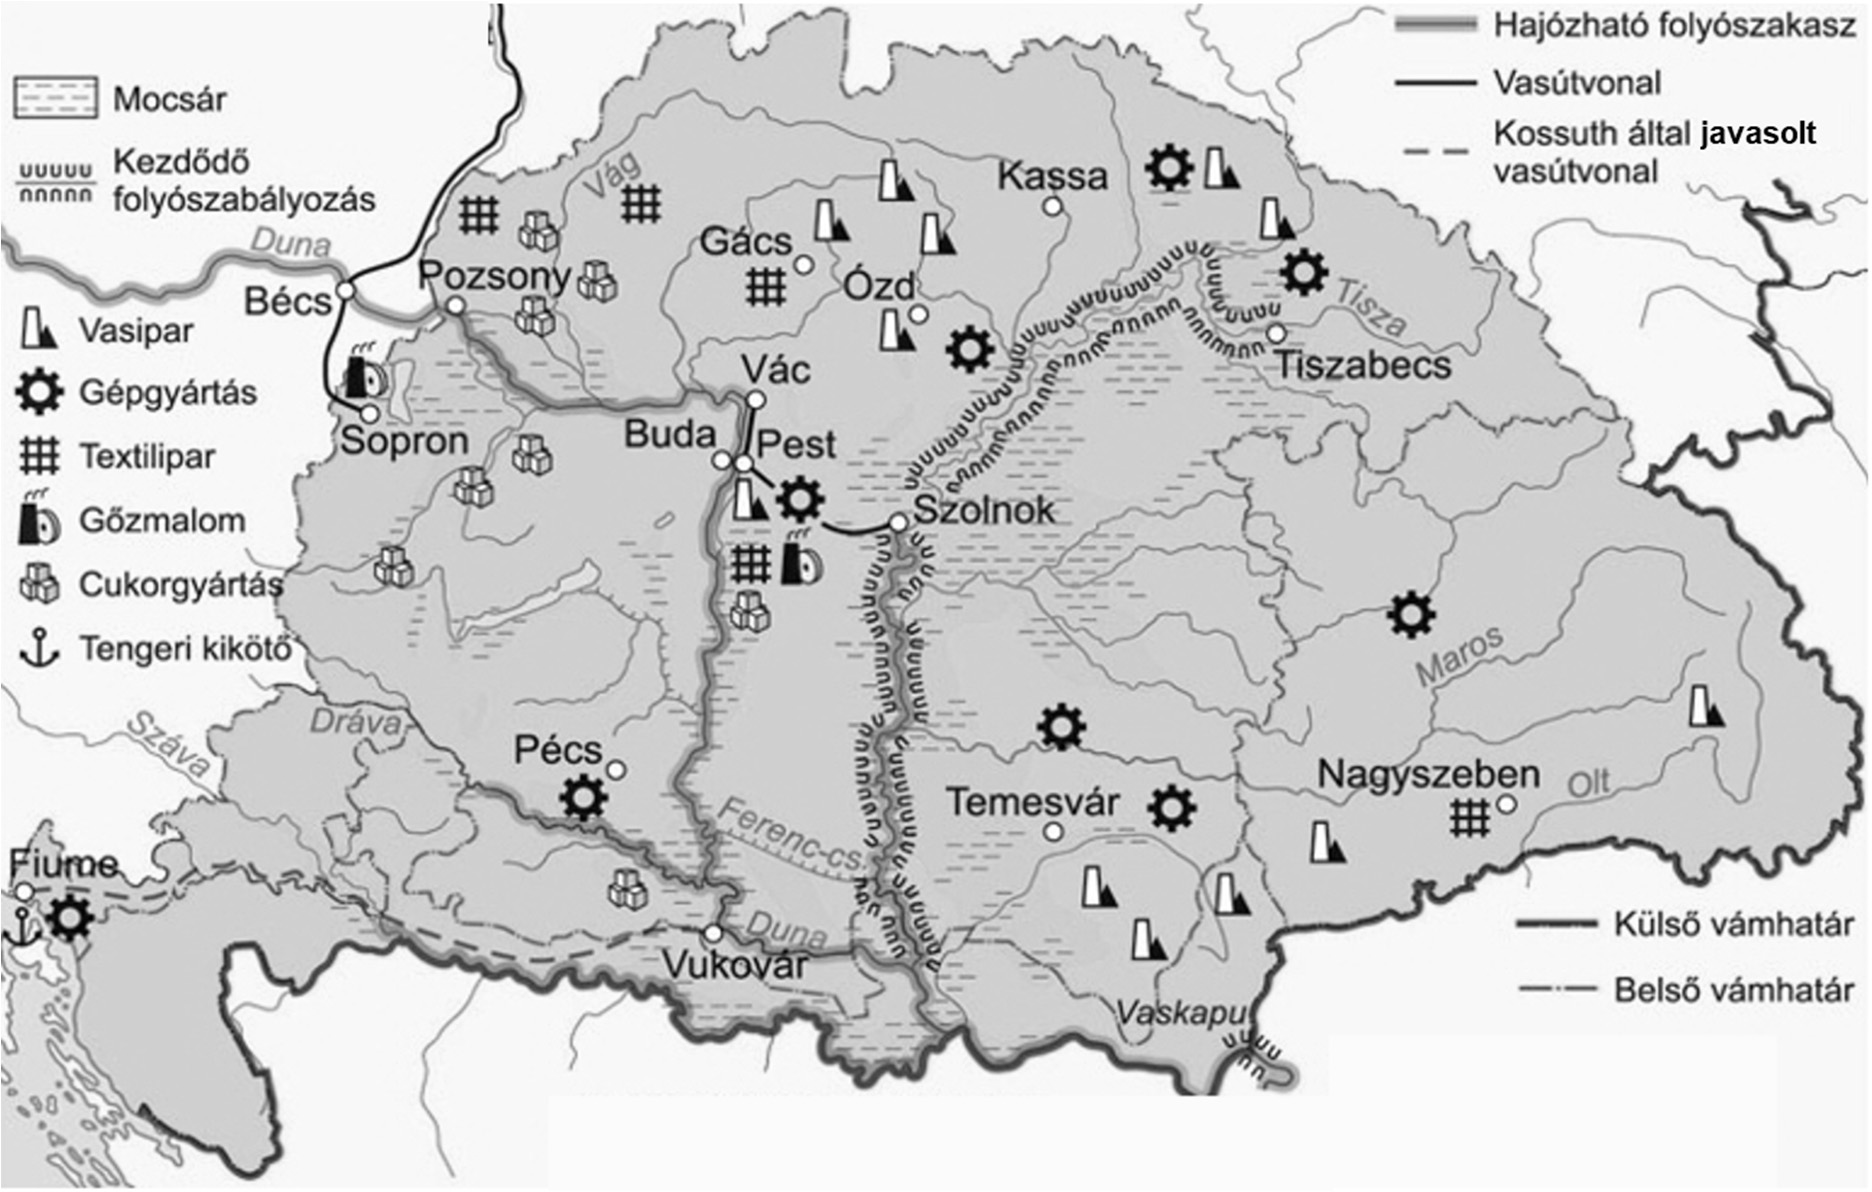 Hajózható folyószakasz
Vasútvonal
Kossuth által javasolt
vasútvonal
Mocsár
Kezdődő
folyószabályozás
Vasipar
Gépgyártás
Textilipar
Gőzmalom
Cukorgyártás
Tengeri kikötő
Duna
Bécs
Pozsony
Vág
Gács
Kassa
Ózd
Tisza
Tiszabecs
Sopron
Vác
Buda
Pest
Szolnok
Maros
Száva
Dráva
Pécs
Ferenc-cs.
Temesvár
Nagyszeben
Olt
Fiume
Duna
Vukovár
Vaskapu
Külső vámhatár
Belső vámhatár